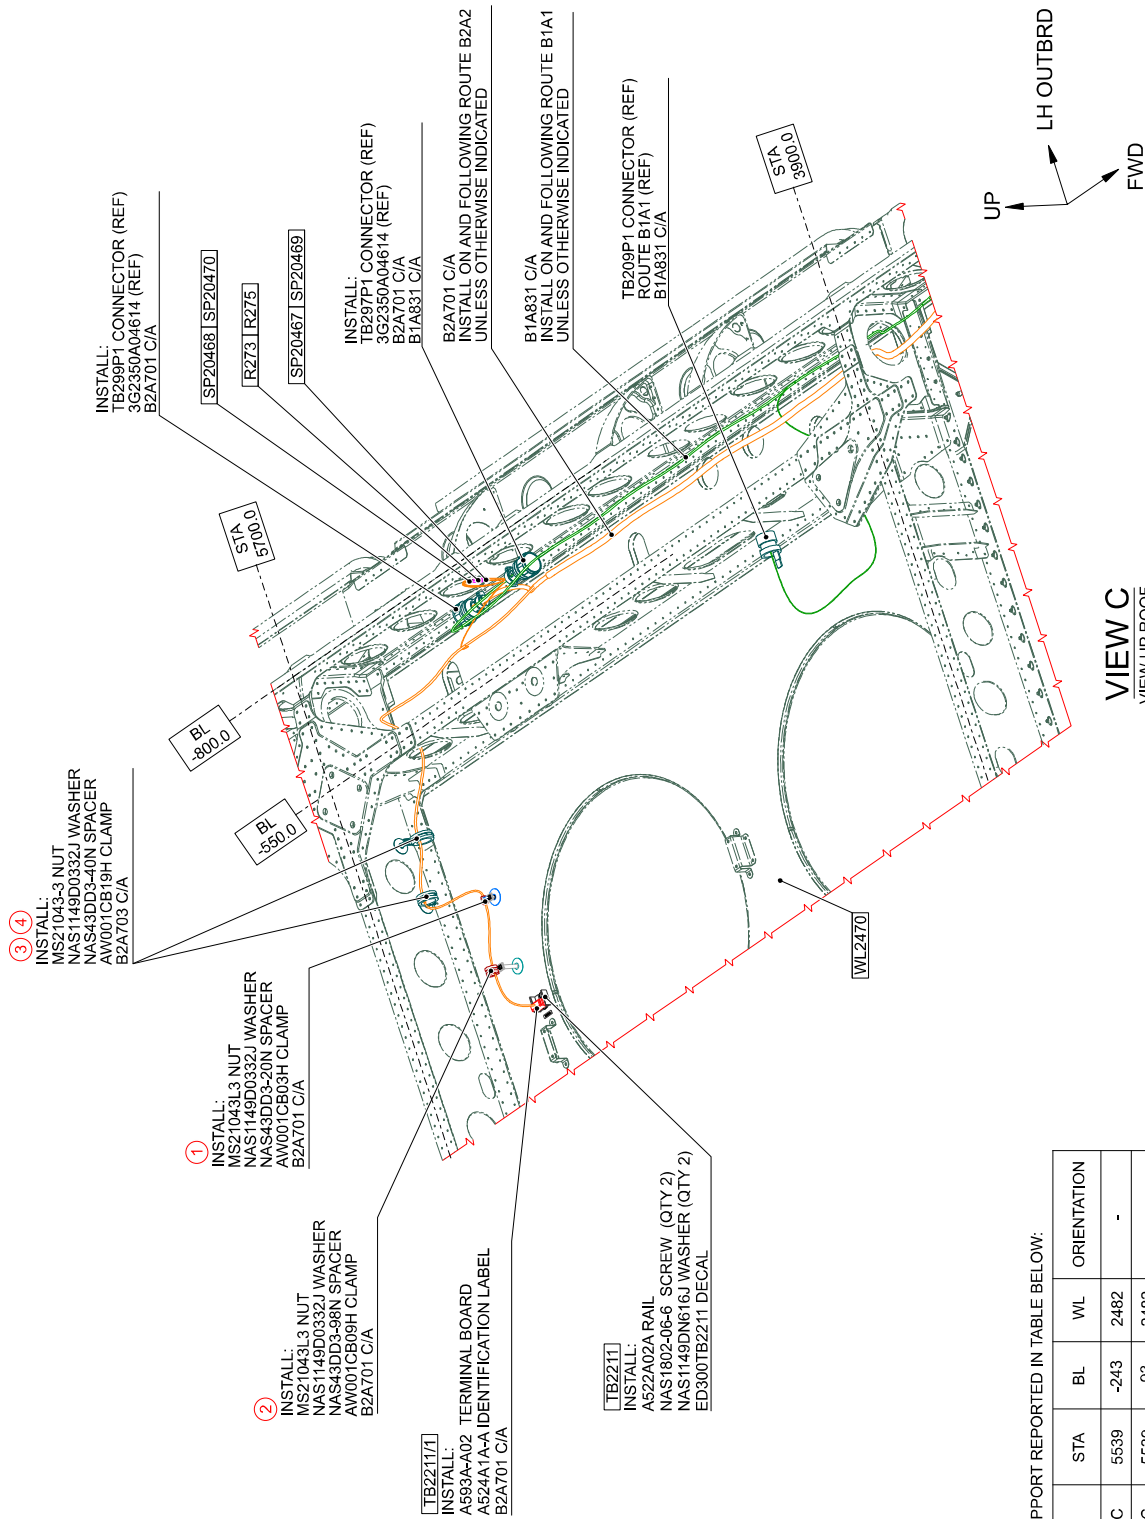 INSTALL:
TB299P1 CONNECTOR (REF)
3G2350A04614 (REF)
B2A701 C/A
SP20468 SP20470
R273 R275
SP20467 SP20469
INSTALL:
TB297P1 CONNECTOR (REF)
3G2350A04614 (REF)
B2A701 C/A
B1A831 C/A
B2A701 C/A
INSTALL ON AND FOLLOWING ROUTE B2A2
UNLESS OTHERWISE INDICATED
B1A831 C/A
INSTALL ON AND FOLLOWING ROUTE B1A1
UNLESS OTHERWISE INDICATED
TB209P1 CONNECTOR (REF)
ROUTE B1A1 (REF)
B1A831 C/A
STA
5700.0
STA
3900.0
BL
-800.0
BL
-550.0
UP
LH OUTBRD
FWD
3 4
INSTALL:
MS21043-3 NUT
NAS1149D0332J WASHER
NAS43DD3-40N SPACER
AW001CB19H CLAMP
B2A703 C/A
1
INSTALL:
MS21043L3 NUT
NAS1149D0332J WASHER
NAS43DD3-20N SPACER
AW001CB03H CLAMP
B2A701 C/A
2
INSTALL:
MS21043L3 NUT
NAS1149D0332J WASHER
NAS43DD3-98N SPACER
AW001CB09H CLAMP
B2A701 C/A
TB2211/1
INSTALL:
A593A-A02 TERMINAL BOARD
A524A1A-A IDENTIFICATION LABEL
B2A701 C/A
TB2211
INSTALL:
A522A02A RAIL
NAS1802-06-6 SCREW (QTY 2)
NAS1149DN616J WASHER (QTY 2)
ED300TB2211 DECAL
WL2470
VIEW C
PPORT REPORTED IN TABLE BELOW:
STA BL WL ORIENTATION
C 5539 -243 2482 -